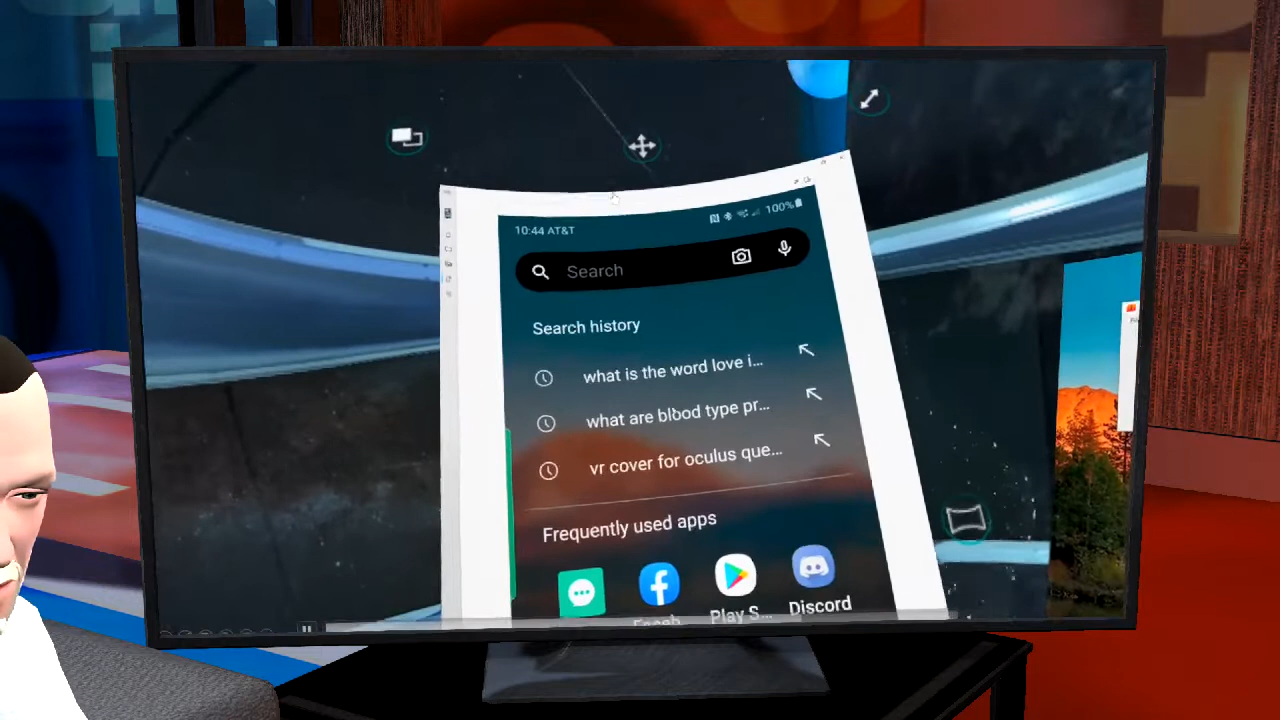 10:44 AT&T 100%
Search
Search history
what is the word love i...
what are blood type pr...
vr cover for oculus que...
Frequently used apps
Play S... Discord